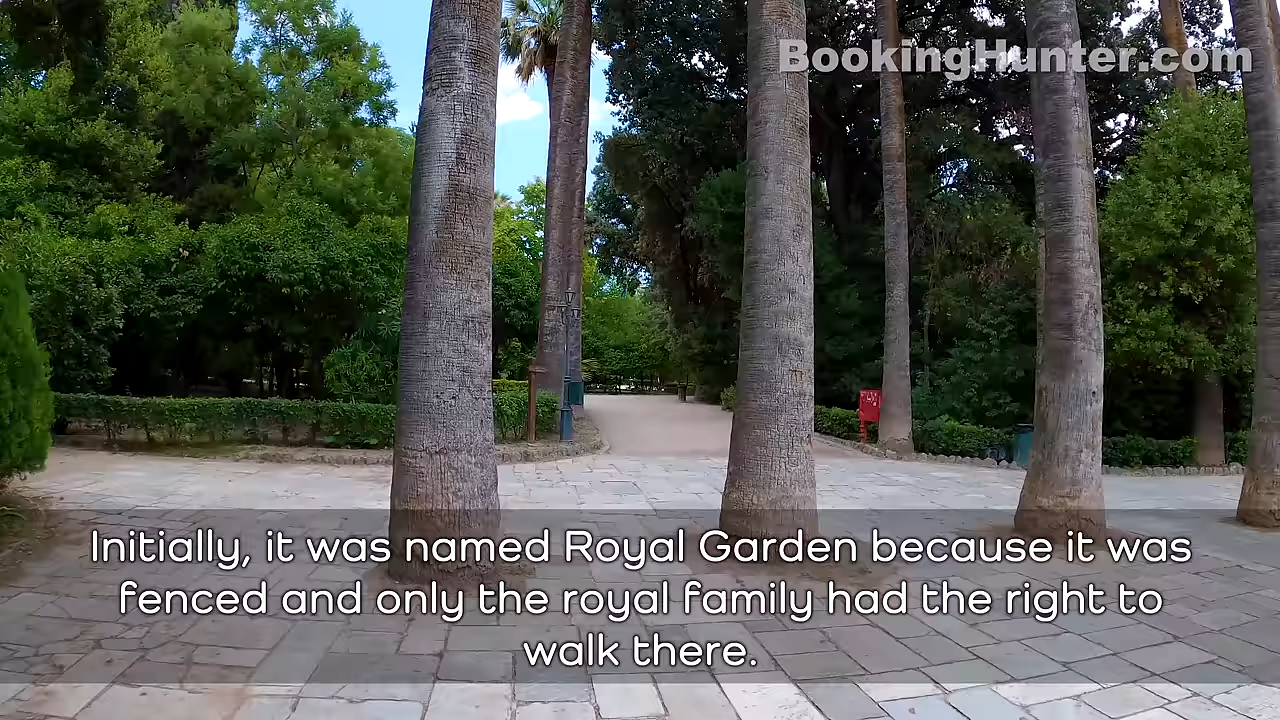 BookingHunter.com
Initially, it was named Royal Garden because it was
fenced and only the royal family had the right to
walk there.